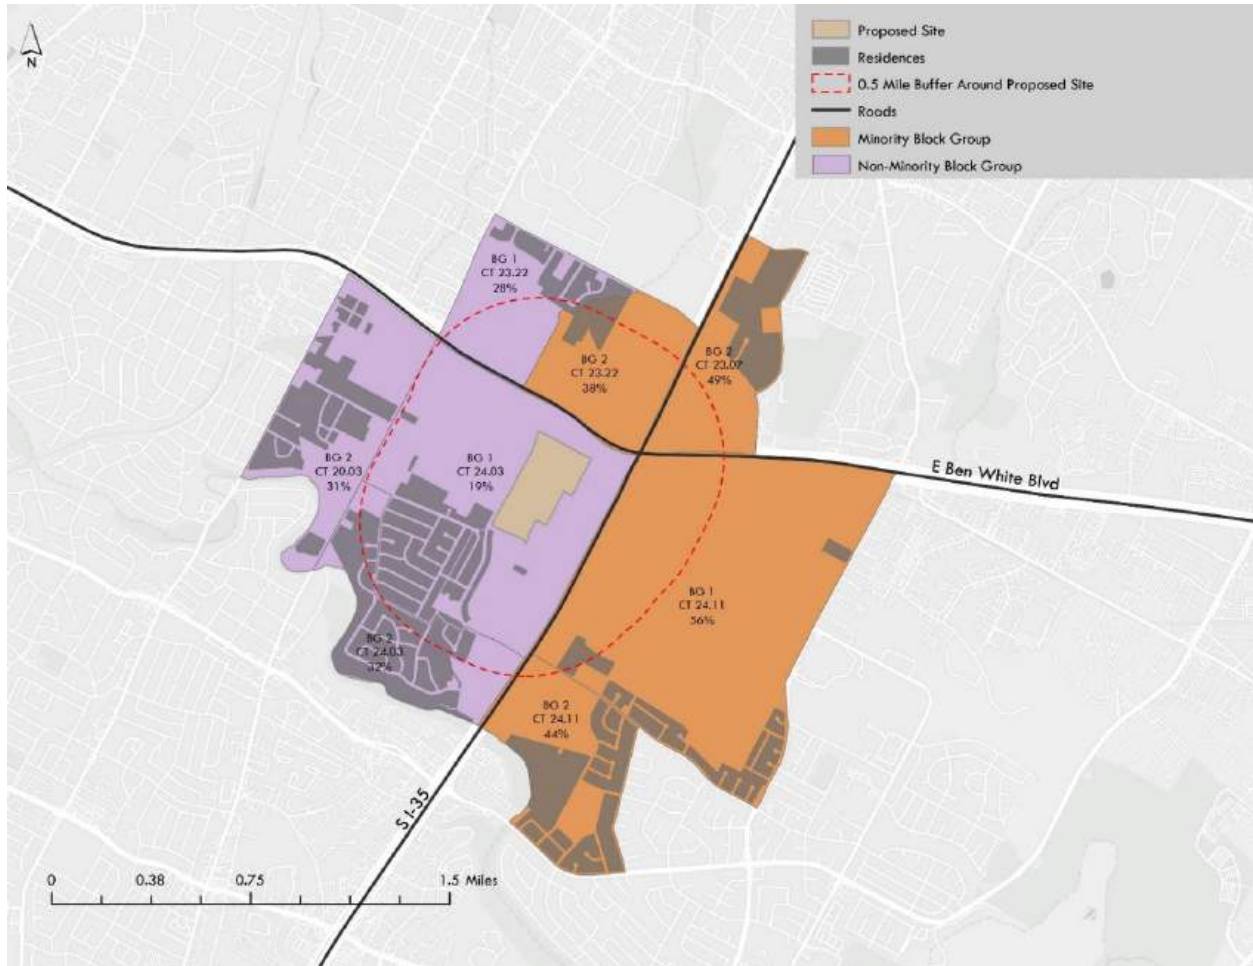 N
Proposed Site
Residences
0.5 Mile Buffer Around Proposed Site
Roads
Minority Block Group
Non-Minority Block Group
BG 1
CT 23.22
28%
BG 2
CT 23.22
38%
BG 2
CT 23.07
49%
BG 2
CT 20.03
31%
BG 1
CT 24.03
19%
E Ben White Blvd
BG 1
CT 24.11
56%
BG 2
CT 24.03
32%
BG 2
CT 24.11
44%
S I-35
0 0.38 0.75 1.5 Miles